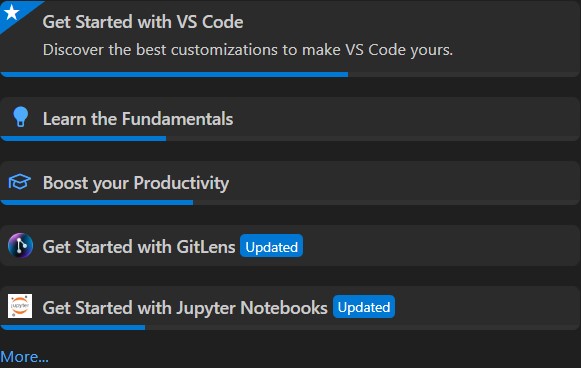 Get Started with VS Code
Discover the best customizations to make VS Code yours.
Learn the Fundamentals
Boost your Productivity
Get Started with GitLens Updated
jupyter
Get Started with Jupyter Notebooks Updated
More...